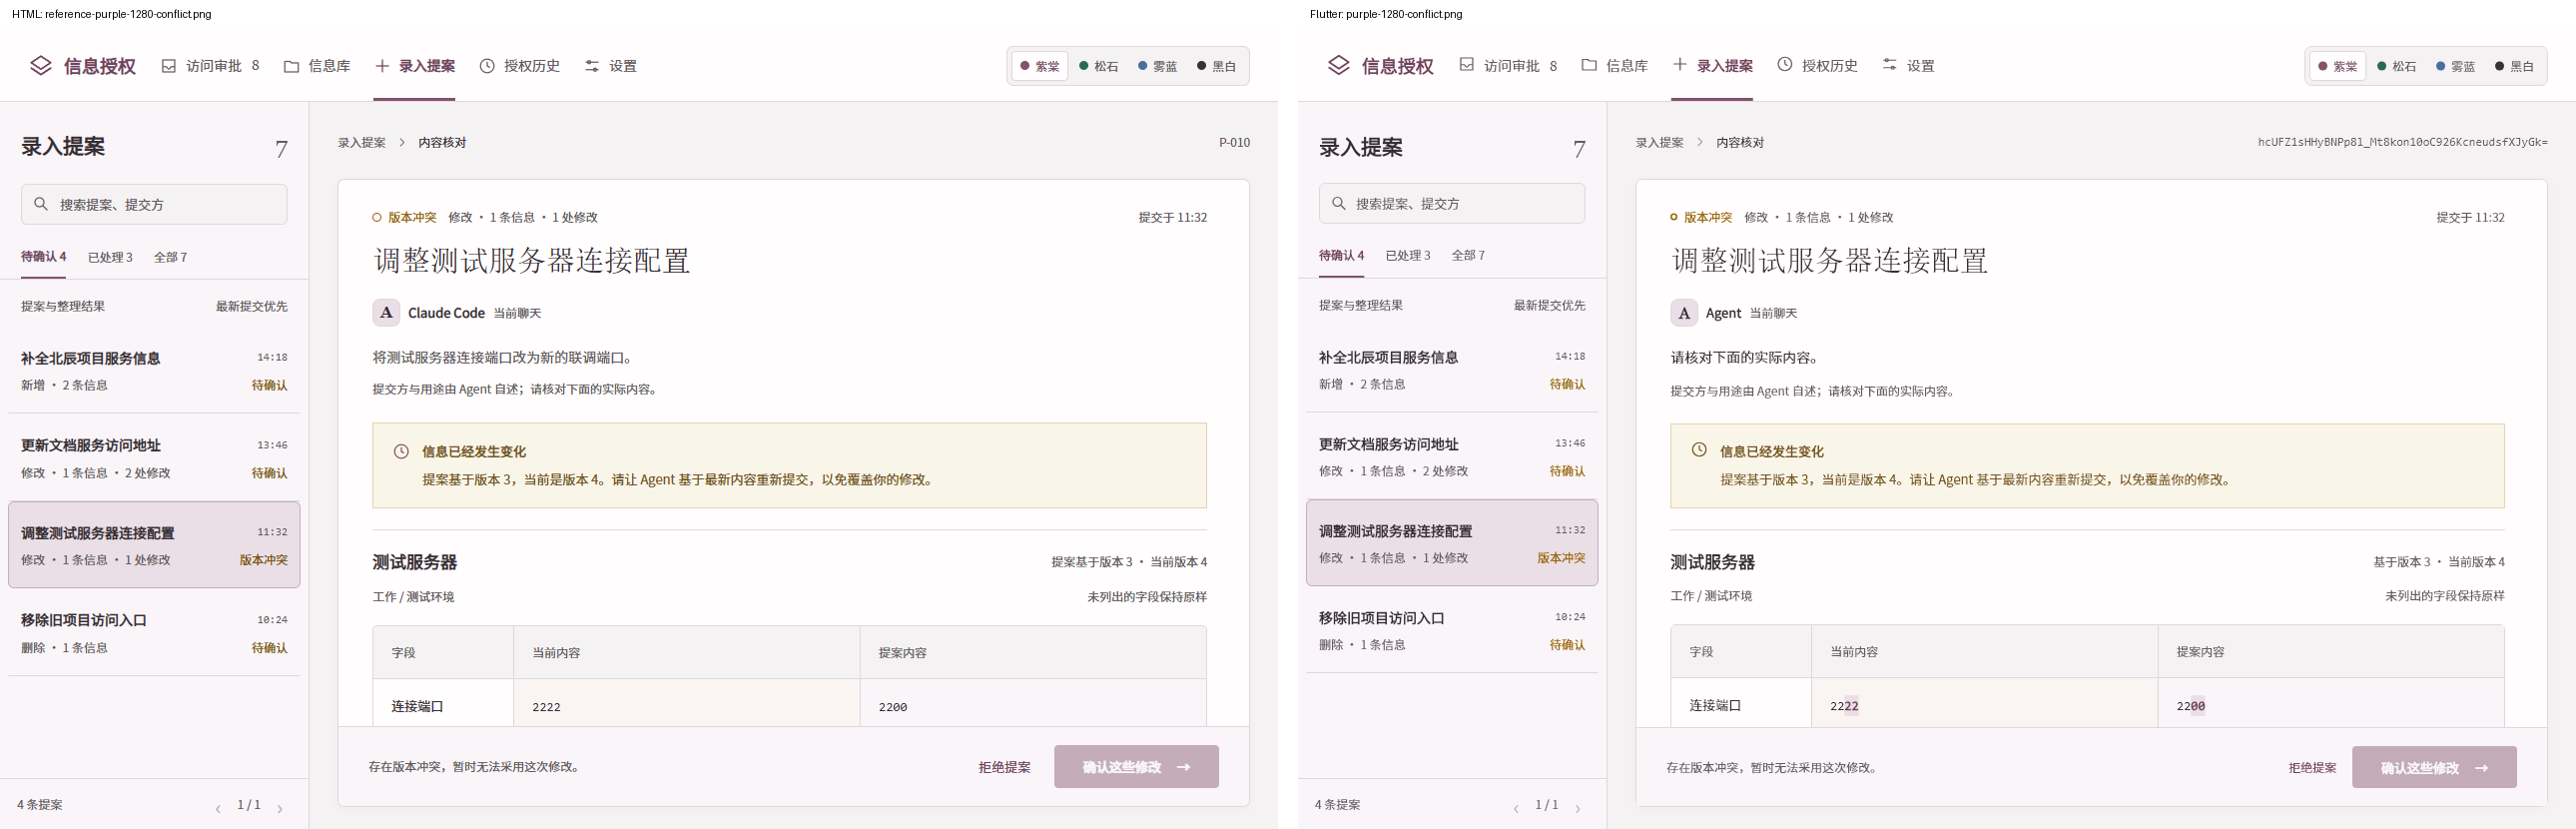 HTML: reference-purple-1280-conflict.png
信息授权 访问审批 8 信息库 录入提案 授权历史 设置 紫棠 松石 雾蓝 黑白
录入提案 7
搜索提案、提交方
待确认 4 已处理 3 全部 7
提案与整理结果 最新提交优先
补全北辰项目服务信息 14:18
新增 · 2 条信息 待确认
更新文档服务访问地址 13:46
修改 · 1 条信息 · 2 处修改 待确认
调整测试服务器连接配置 11:32
修改 · 1 条信息 · 1 处修改 版本冲突
移除旧项目访问入口 10:24
删除 · 1 条信息 待确认
4 条提案 ‹ 1 / 1 ›
录入提案 > 内容核对 P-010
版本冲突 修改 · 1 条信息 · 1 处修改 提交于 11:32
调整测试服务器连接配置
A Claude Code 当前聊天
将测试服务器连接端口改为新的联调端口。
提交方与用途由 Agent 自述；请核对下面的实际内容。
信息已经发生变化
提案基于版本 3，当前是版本 4。请让 Agent 基于最新内容重新提交，以免覆盖你的修改。
测试服务器 提案基于版本 3 · 当前版本 4
工作 / 测试环境 未列出的字段保持原样
字段 当前内容 提案内容
连接端口 2222 2200
存在版本冲突，暂时无法采用这次修改。 拒绝提案 确认这些修改 →
Flutter: purple-1280-conflict.png
信息授权 访问审批 8 信息库 录入提案 授权历史 设置 紫棠 松石 雾蓝 黑白
录入提案 7
搜索提案、提交方
待确认 4 已处理 3 全部 7
提案与整理结果 最新提交优先
补全北辰项目服务信息 14:18
新增 · 2 条信息 待确认
更新文档服务访问地址 13:46
修改 · 1 条信息 · 2 处修改 待确认
调整测试服务器连接配置 11:32
修改 · 1 条信息 · 1 处修改 版本冲突
移除旧项目访问入口 10:24
删除 · 1 条信息 待确认
4 条提案 ‹ 1 / 1 ›
录入提案 > 内容核对
版本冲突 修改 · 1 条信息 · 1 处修改 提交于 11:32
调整测试服务器连接配置
A Agent 当前聊天
请核对下面的实际内容。
提交方与用途由 Agent 自述；请核对下面的实际内容。
信息已经发生变化
提案基于版本 3，当前是版本 4。请让 Agent 基于最新内容重新提交，以免覆盖你的修改。
测试服务器 基于版本 3 · 当前版本 4
工作 / 测试环境 未列出的字段保持原样
字段 当前内容 提案内容
连接端口 2222 2200
存在版本冲突，暂时无法采用这次修改。 拒绝提案 确认这些修改 →